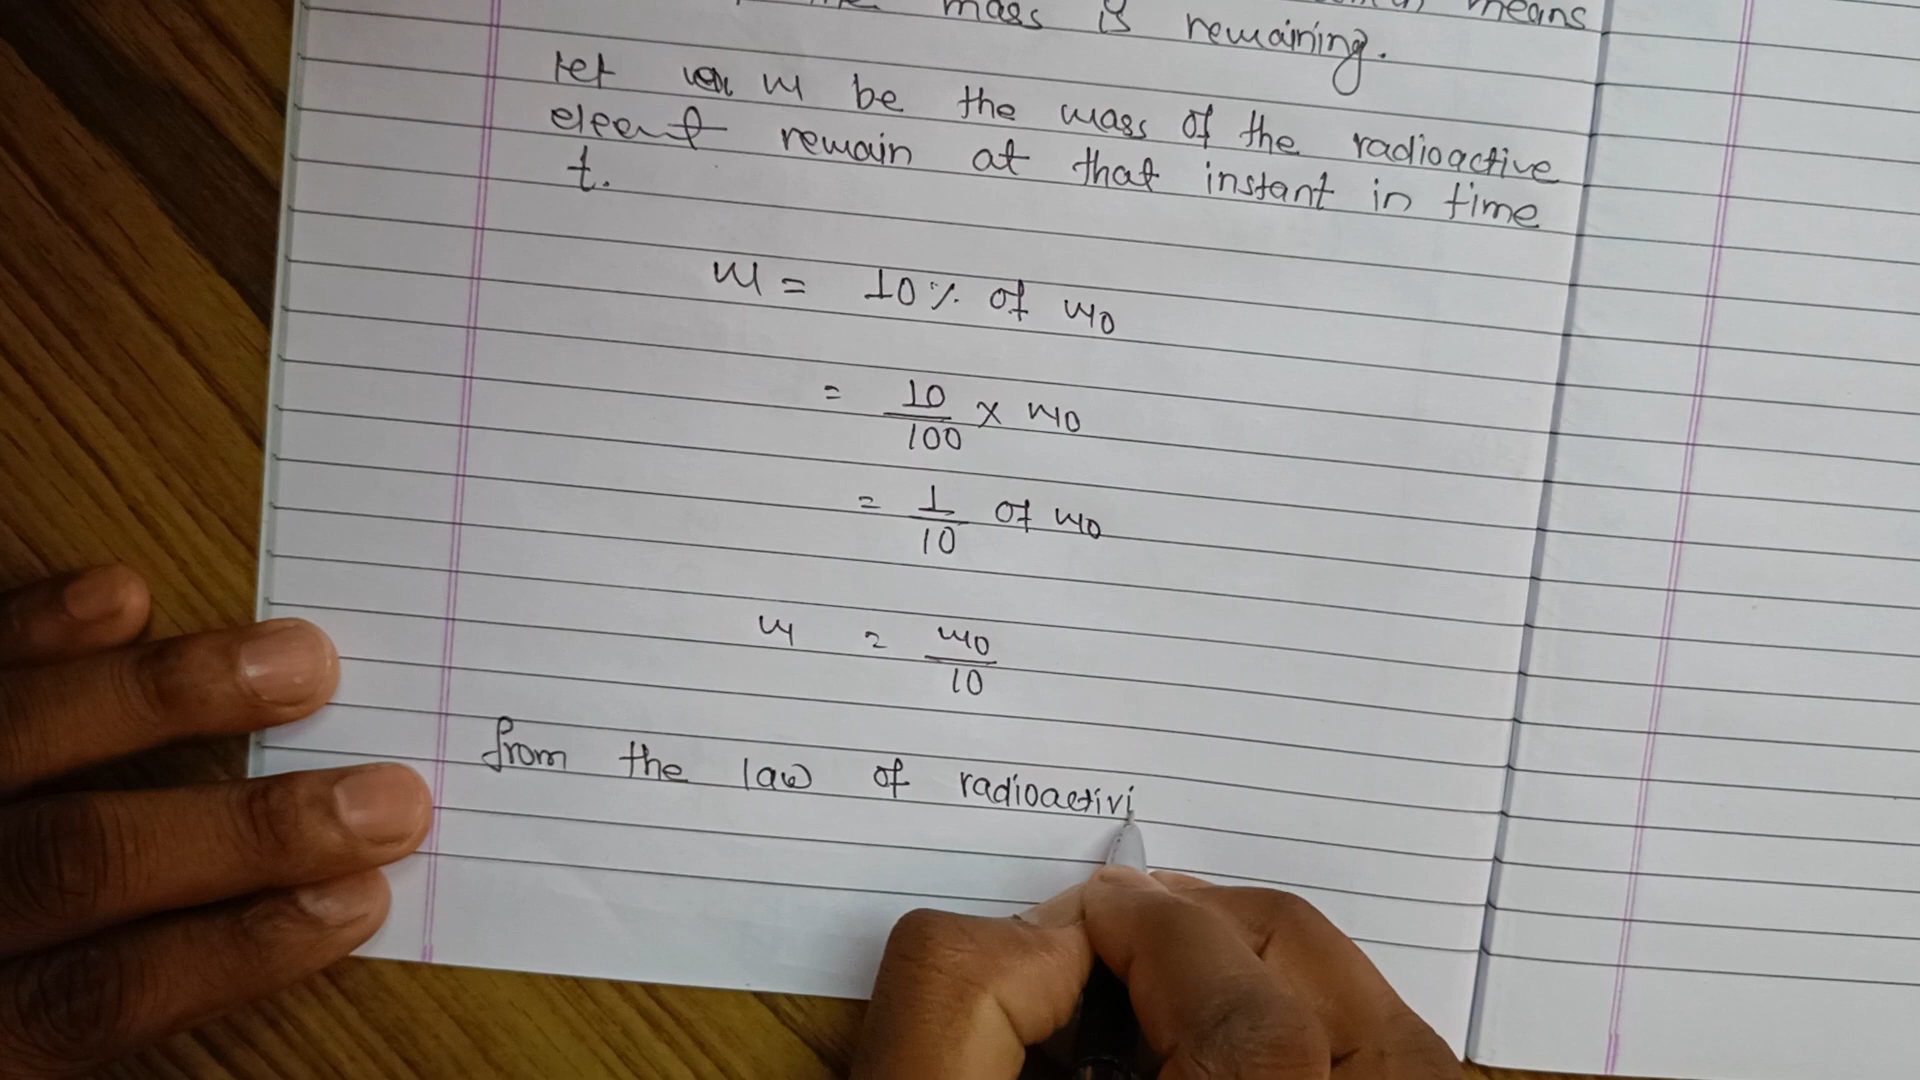 mass is remaining. means
let m be the mass of the radioactive
eleent remain at that instant in time
t.
m = 10% of m0
= 10/100 × m0
= 1/10 of m0
m = m0/10
from the law of radioactivi